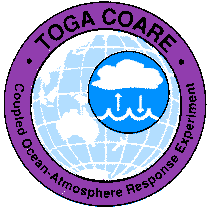 TOGA COARE
Coupled Ocean-Atmosphere Response Experiment